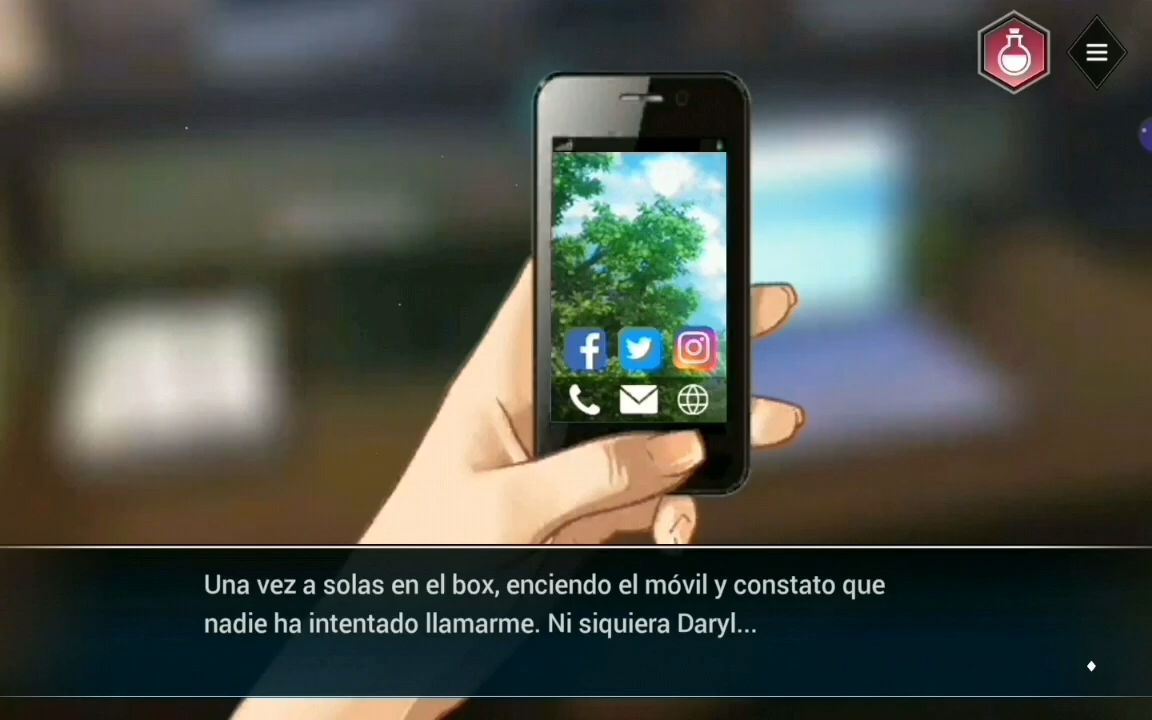 Una vez a solas en el box, enciendo el móvil y constato que
nadie ha intentado llamarme. Ni siquiera Daryl...